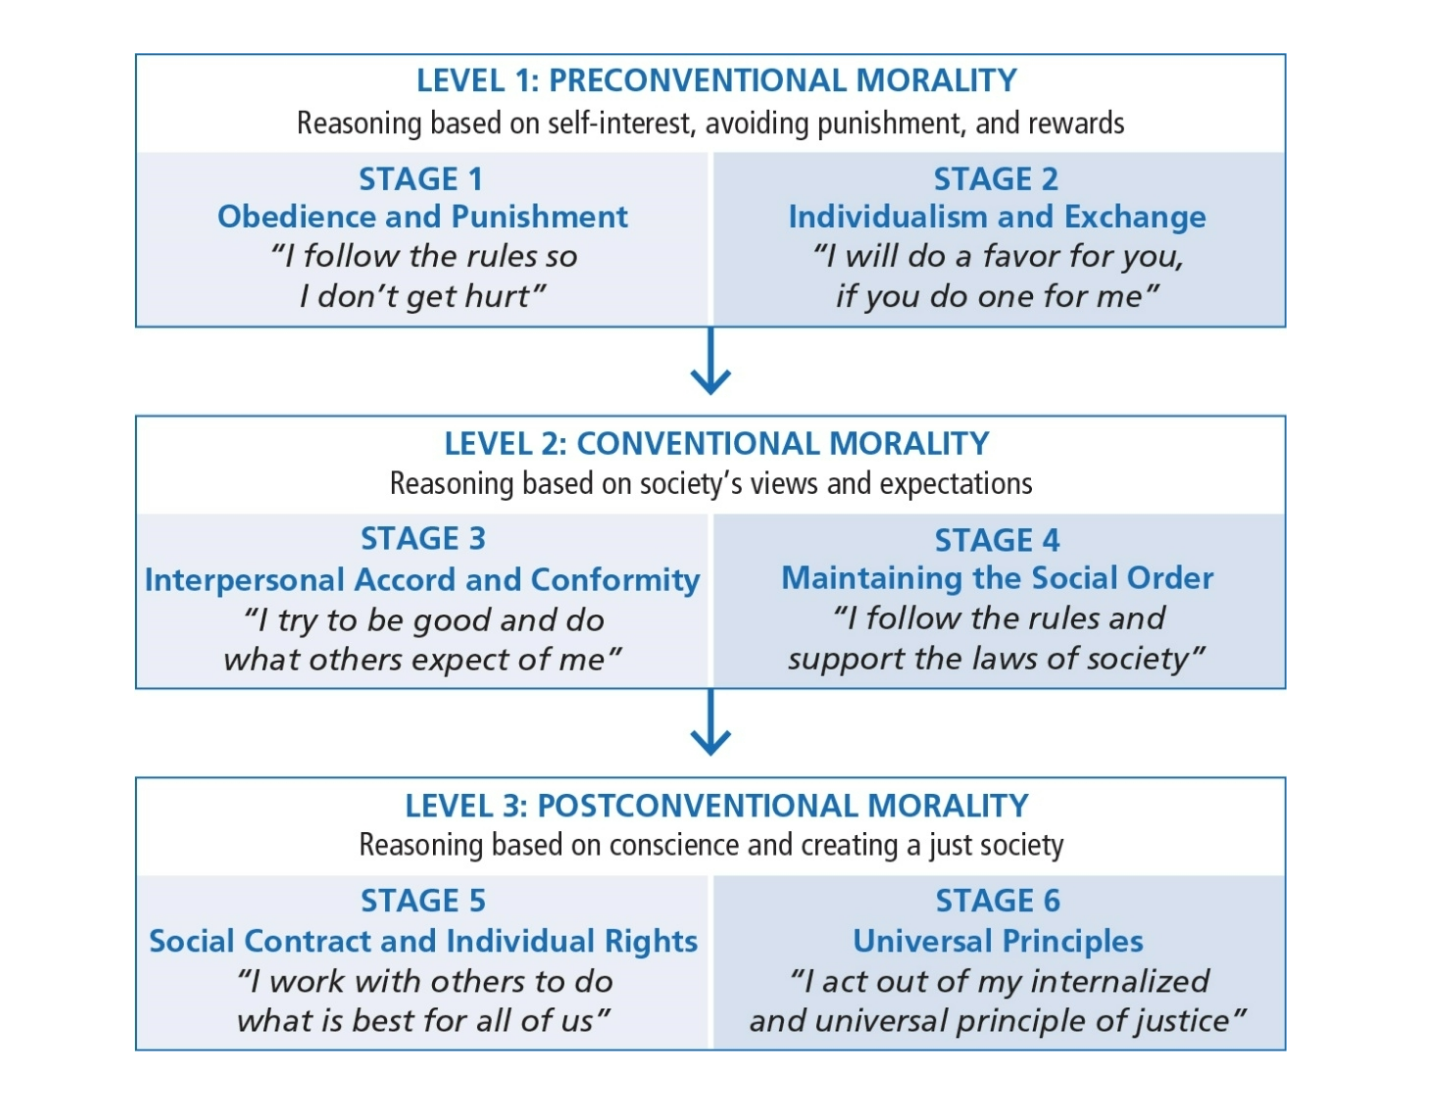 LEVEL 1: PRECONVENTIONAL MORALITY
Reasoning based on self-interest, avoiding punishment, and rewards
STAGE 1
Obedience and Punishment
“I follow the rules so
I don’t get hurt”
STAGE 2
Individualism and Exchange
“I will do a favor for you,
if you do one for me”
LEVEL 2: CONVENTIONAL MORALITY
Reasoning based on society’s views and expectations
STAGE 3
Interpersonal Accord and Conformity
“I try to be good and do
what others expect of me”
STAGE 4
Maintaining the Social Order
“I follow the rules and
support the laws of society”
LEVEL 3: POSTCONVENTIONAL MORALITY
Reasoning based on conscience and creating a just society
STAGE 5
Social Contract and Individual Rights
“I work with others to do
what is best for all of us”
STAGE 6
Universal Principles
“I act out of my internalized
and universal principle of justice”